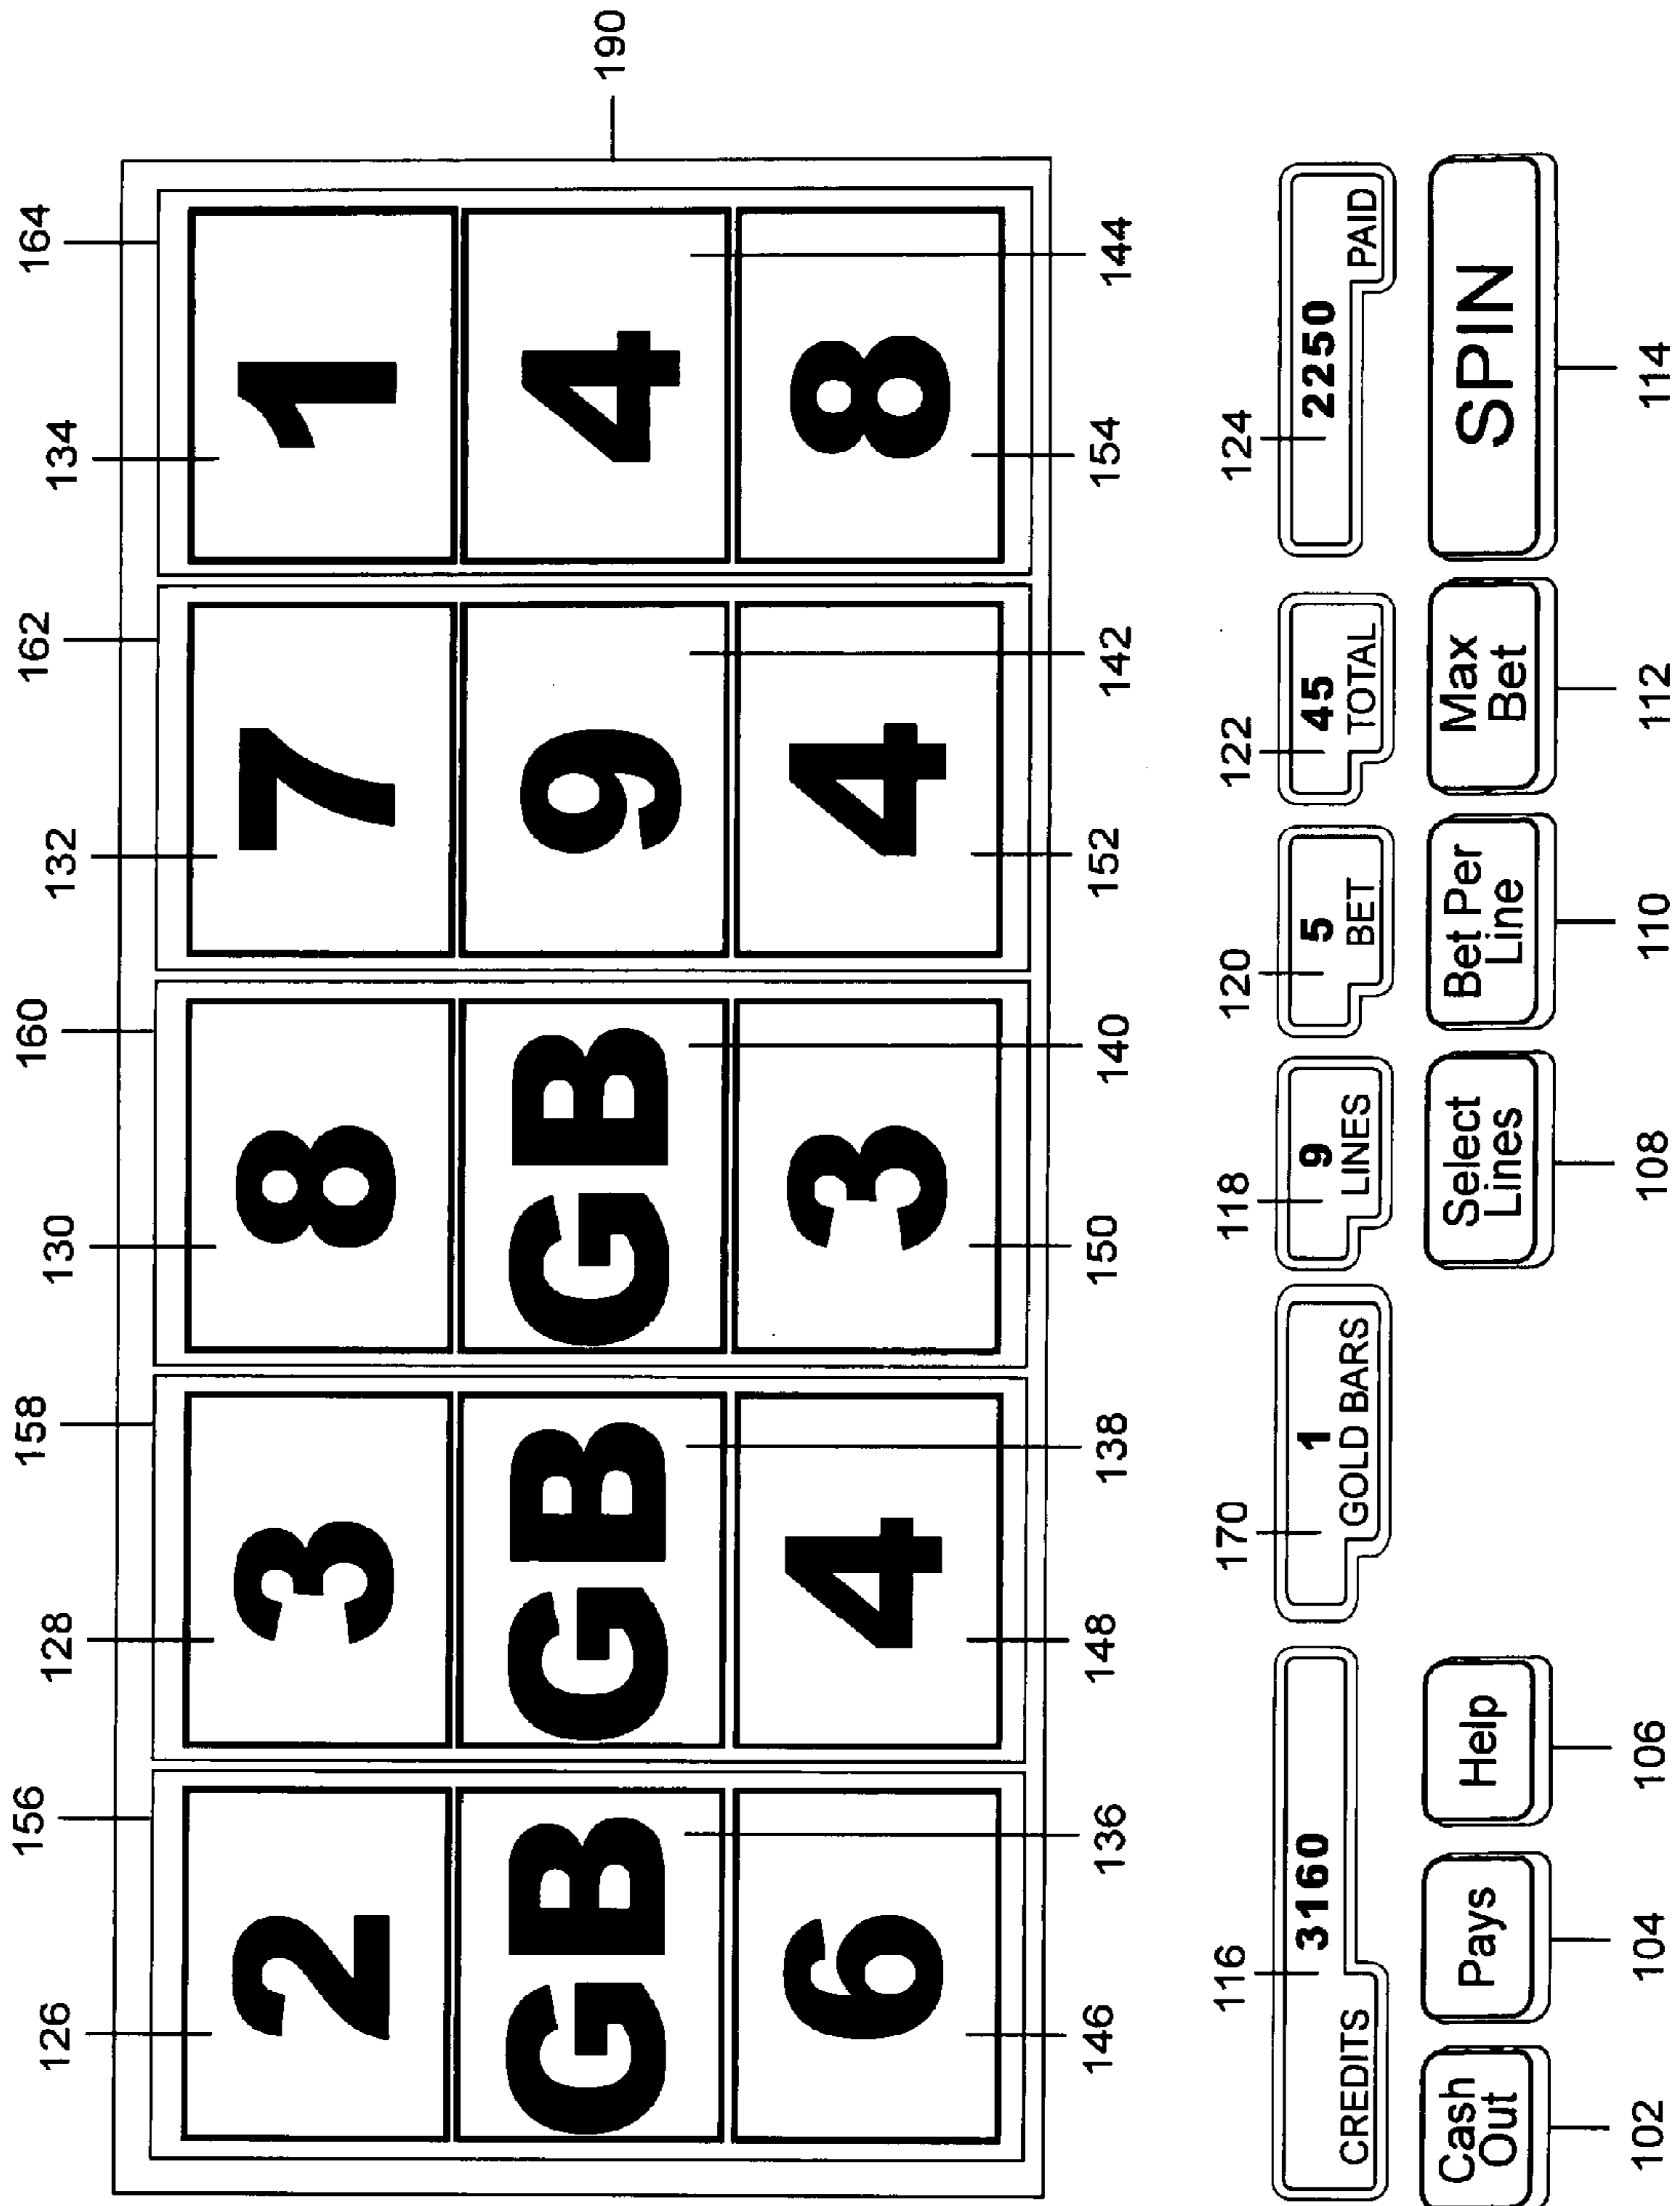 156 158 160 162 164
126 128 130 132 134
190
2 3 8 7 1
GB GB GB 9 4
6 4 3 4 8
146 136 148 138 150 140 152 142 154 144
116 170 118 120 122 124
3160 1 9 5 45 2250
CREDITS GOLD BARS LINES BET TOTAL PAID
Cash Out
Pays
Help
Select Lines
Bet Per Line
Max Bet
SPIN
102 104 106 108 110 112 114